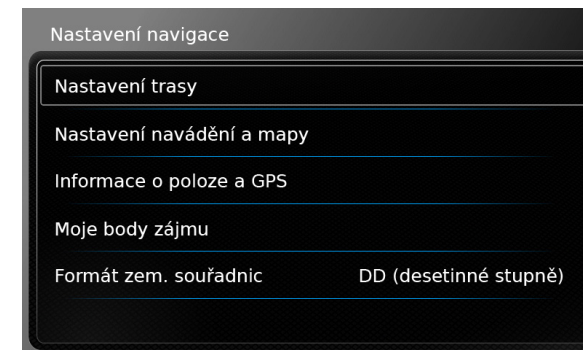 Nastavení navigace
Nastavení trasy
Nastavení navádění a mapy
Informace o poloze a GPS
Moje body zájmu
Formát zem. souřadnic DD (desetinné stupně)